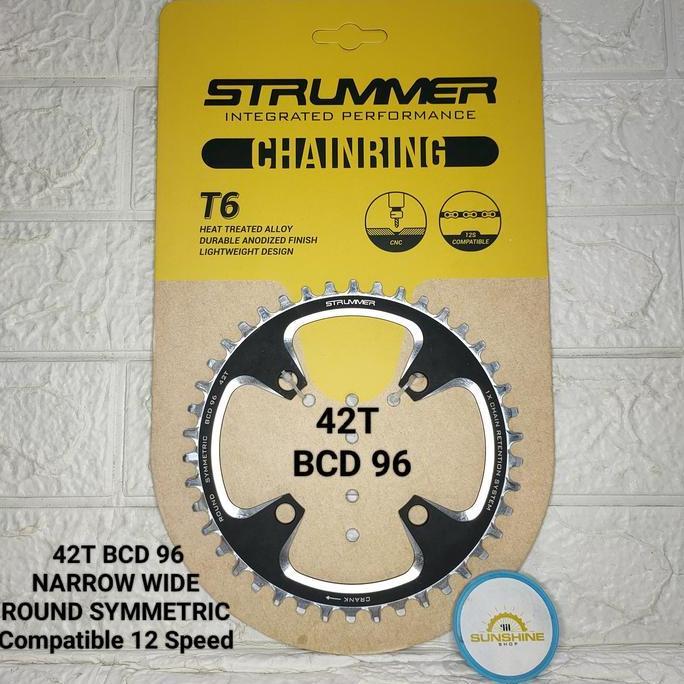 STRUMMER
INTEGRATED PERFORMANCE
CHAINRING
T6
HEAT TREATED ALLOY
DURABLE ANODIZED FINISH
LIGHTWEIGHT DESIGN
CNC
12S
COMPATIBLE
STRUMMER
ROUND SYMMETRIC BCD 96 42T
1X CHAIN RETENTION SYSTEM
CRANK
42T
BCD 96
42T BCD 96
NARROW WIDE
ROUND SYMMETRIC
Compatible 12 Speed
SUNSHINE
SHOP